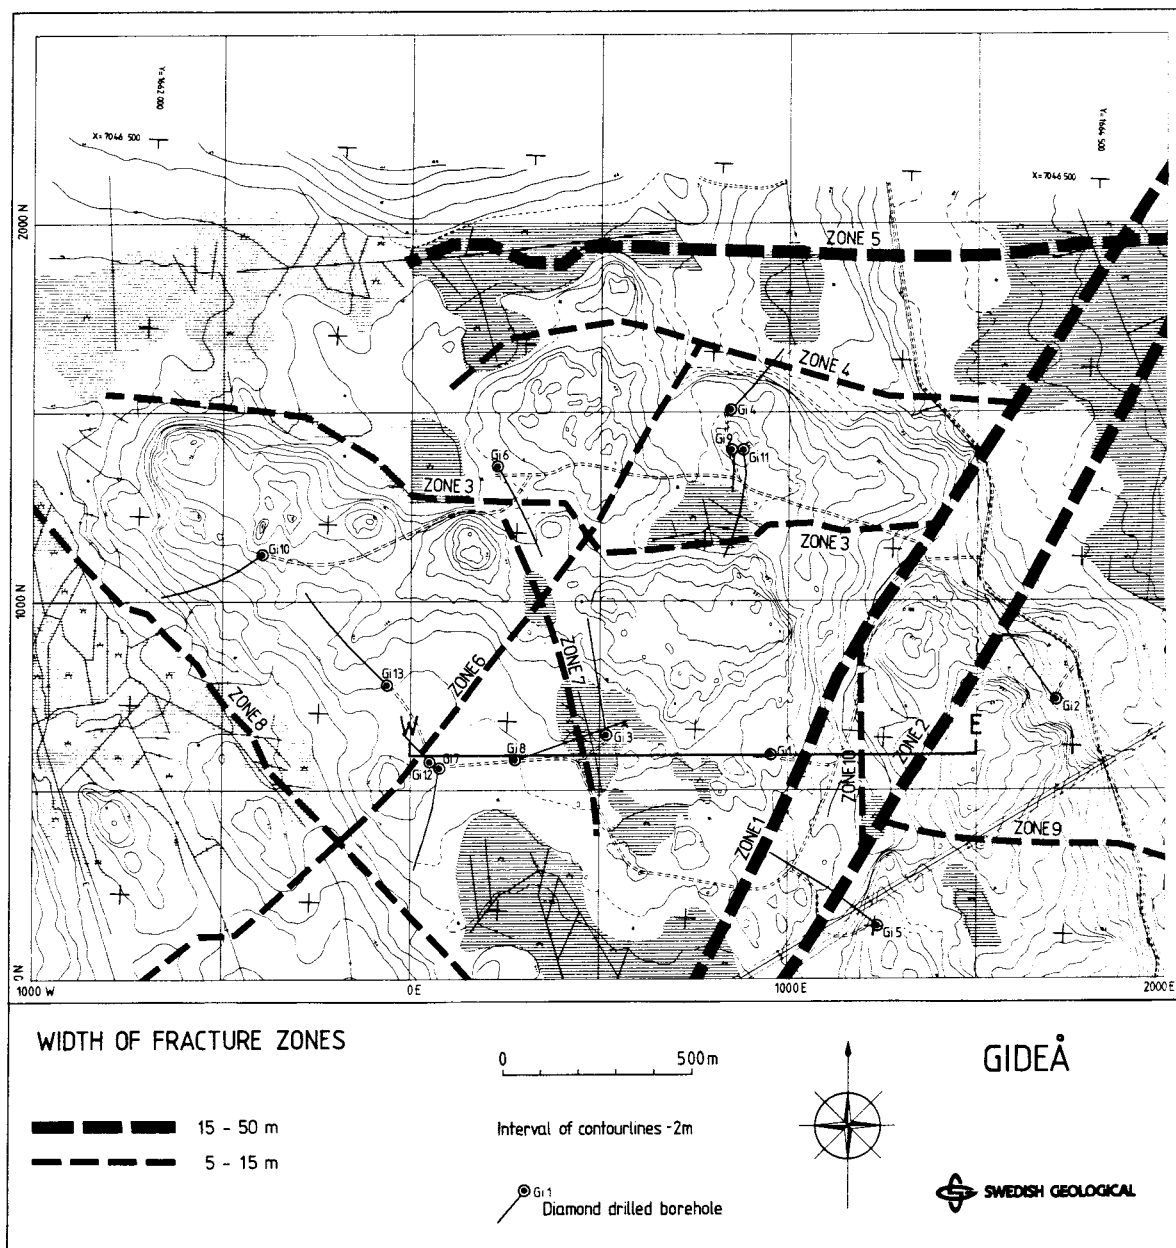 Y=1662 000
Y=1664 500
X=7046 500
X=7046 500
2000 N
ZONE 5
ZONE 4
Gi 4
Gi 9
Gi 11
Gi 6
ZONE 3
ZONE 3
Gi 10
1000 N
ZONE 6
ZONE 7
Gi 13
ZONE 8
Gi 2
W
E
Gi 3
Gi 8
Gi 1
Gi 12
Gi 7
ZONE 2
ZONE 10
ZONE 1
ZONE 9
Gi 5
0 N
1000 W
0 E
1000 E
2000 E
WIDTH OF FRACTURE ZONES
15 - 50 m
5 - 15 m
0 500 m
Interval of contourlines - 2m
Gi 1
Diamond drilled borehole
GIDEÅ
SWEDISH GEOLOGICAL